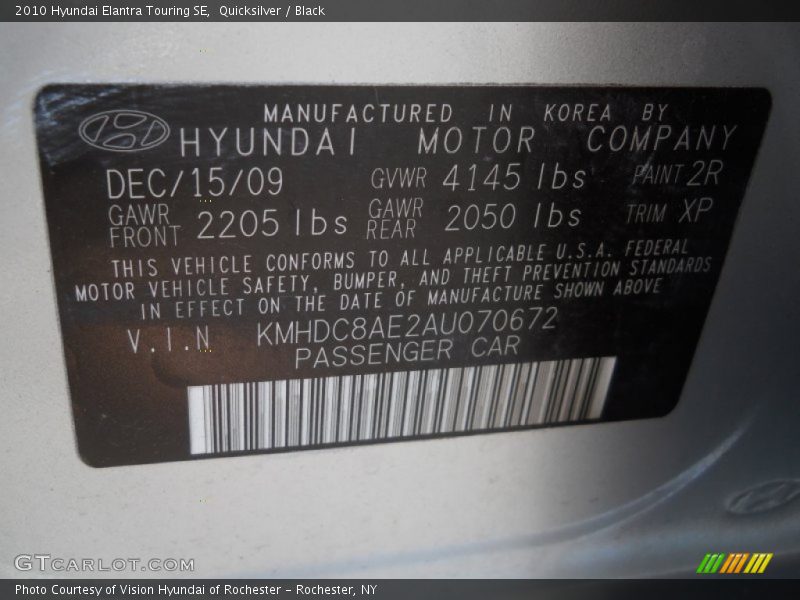 2010 Hyundai Elantra Touring SE,  Quicksilver / Black
MANUFACTURED IN KOREA BY
HYUNDAI MOTOR COMPANY
DEC/15/09 GVWR 4145 lbs PAINT 2R
GAWR FRONT 2205 lbs GAWR REAR 2050 lbs TRIM XP
THIS VEHICLE CONFORMS TO ALL APPLICABLE U.S.A. FEDERAL
MOTOR VEHICLE SAFETY, BUMPER, AND THEFT PREVENTION STANDARDS
IN EFFECT ON THE DATE OF MANUFACTURE SHOWN ABOVE
V.I.N KMHDC8AE2AU070672
PASSENGER CAR
GTCARLOT.COM
Photo Courtesy of Vision Hyundai of Rochester - Rochester, NY